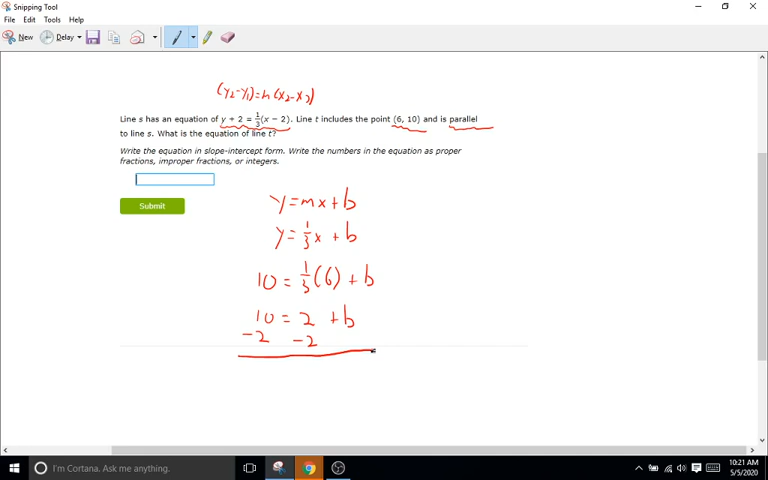 Snipping Tool
File Edit Tools Help
New Delay
(y₂-y₁)=m(x₂-x₂)
Line s has an equation of y + 2 = 1/3(x − 2). Line t includes the point (6, 10) and is parallel
to line s. What is the equation of line t?
Write the equation in slope-intercept form. Write the numbers in the equation as proper
fractions, improper fractions, or integers.
Submit
y=mx+b
y=1/3x+b
10=1/3(6)+b
10=2+b
-2 -2
I'm Cortana. Ask me anything.
10:21 AM
5/5/2020